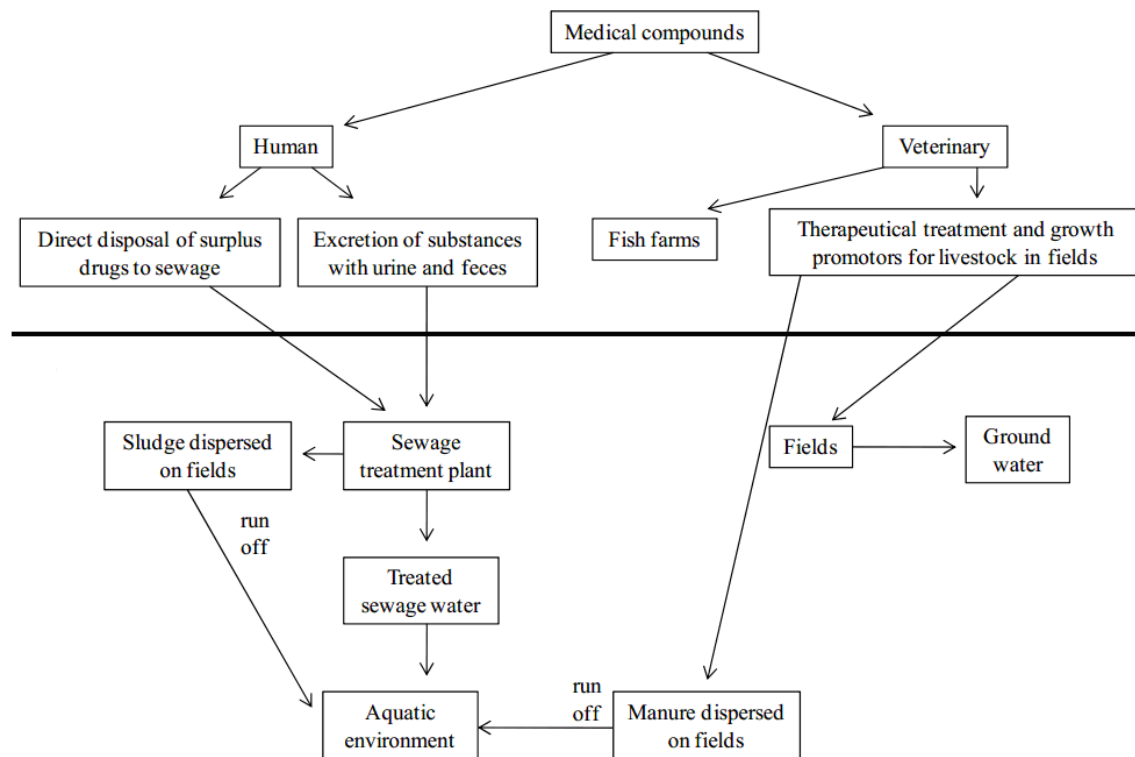 Medical compounds
Human
Veterinary
Direct disposal of surplus
drugs to sewage
Excretion of substances
with urine and feces
Fish farms
Therapeutical treatment and growth
promotors for livestock in fields
Sludge dispersed
on fields
Sewage
treatment plant
Fields
Ground
water
run
off
Treated
sewage water
Aquatic
environment
run
off
Manure dispersed
on fields